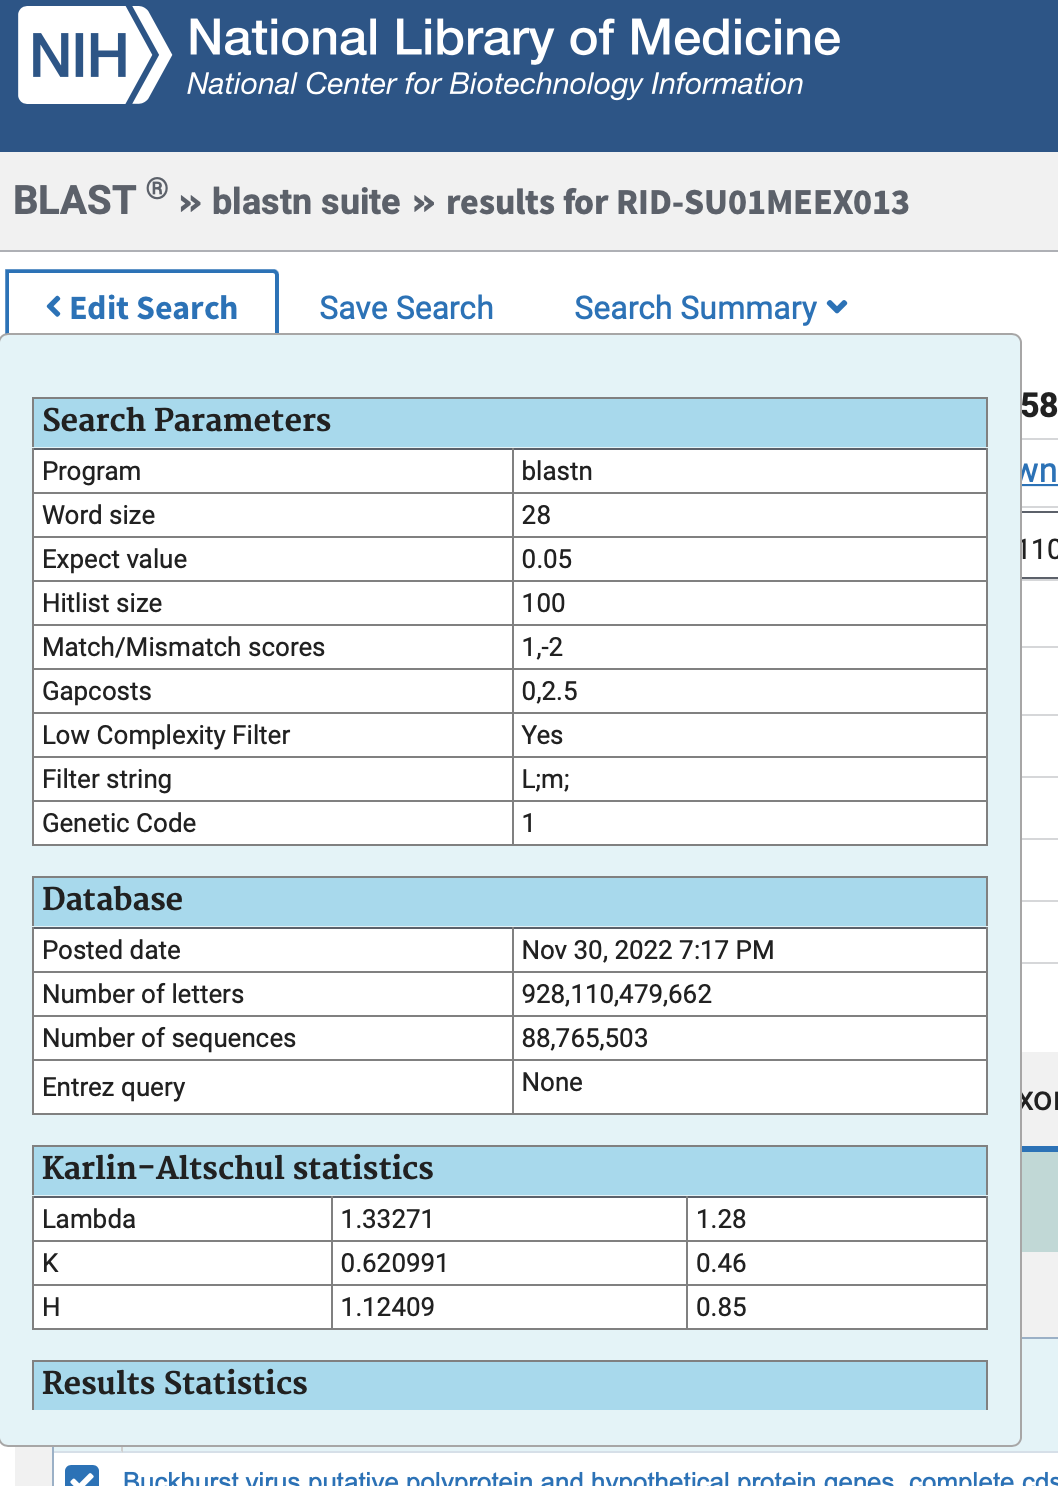 NIH National Library of Medicine
National Center for Biotechnology Information
BLAST ® » blastn suite » results for RID-SU01MEEX013
Edit Search Save Search Search Summary
Search Parameters
Program blastn
Word size 28
Expect value 0.05
Hitlist size 100
Match/Mismatch scores 1,-2
Gapcosts 0,2.5
Low Complexity Filter Yes
Filter string L;m;
Genetic Code 1
Database
Posted date Nov 30, 2022 7:17 PM
Number of letters 928,110,479,662
Number of sequences 88,765,503
Entrez query None
Karlin-Altschul statistics
Lambda 1.33271 1.28
K 0.620991 0.46
H 1.12409 0.85
Results Statistics
Buckhurst virus putative polyprotein and hypothetical protein genes, complete cds